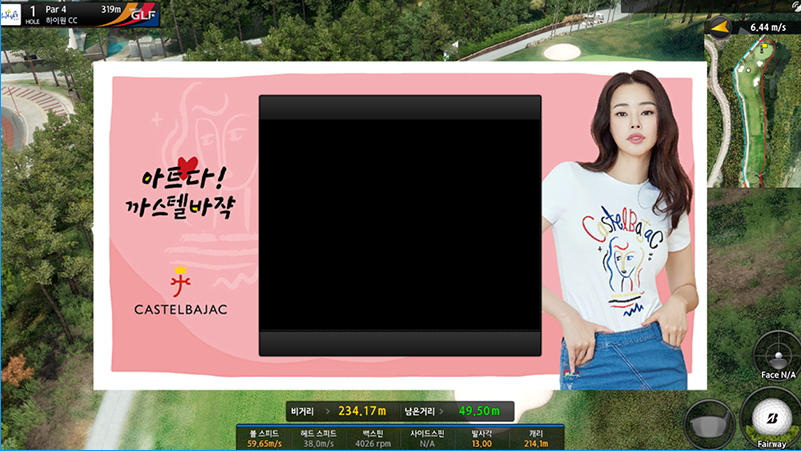 1
HOLE
Par 4
319m
하이원 CC
GLF
6.44 m/s
아트다!
까스텔바쟉
CASTELBAJAC
CastelBajaC
Face N/A
비거리 > 234.17m 남은거리 > 49.50m
볼 스피드 헤드 스피드 백스핀 사이드스핀 발사각 캐리
59.65m/s 38.0m/s 4026 rpm N/A 13.00 214.1m
B
Fairway